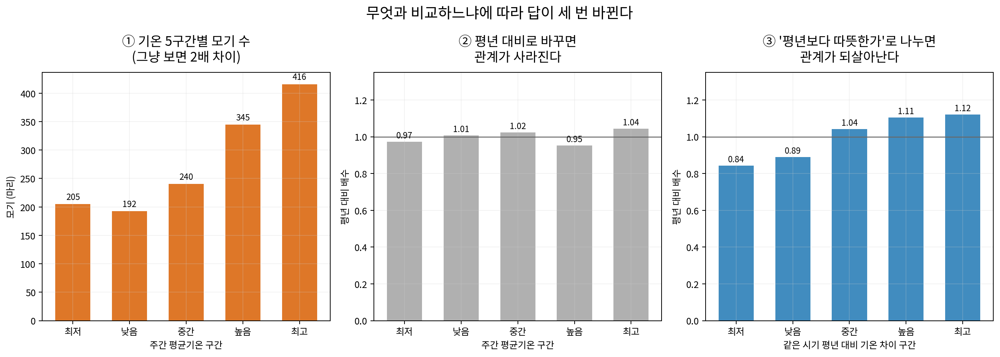 무엇과 비교하느냐에 따라 답이 세 번 바뀐다
① 기온 5구간별 모기 수
(그냥 보면 2배 차이)
모기 (마리)
400
350
300
250
200
150
100
50
0
205
192
240
345
416
최저
낮음
중간
높음
최고
주간 평균기온 구간
② 평년 대비로 바꾸면
관계가 사라진다
평년 대비 배수
1.2
1.0
0.8
0.6
0.4
0.2
0.0
0.97
1.01
1.02
0.95
1.04
최저
낮음
중간
높음
최고
주간 평균기온 구간
③ '평년보다 따뜻한가'로 나누면
관계가 되살아난다
평년 대비 배수
1.2
1.0
0.8
0.6
0.4
0.2
0.0
0.84
0.89
1.04
1.11
1.12
최저
낮음
중간
높음
최고
같은 시기 평년 대비 기온 차이 구간